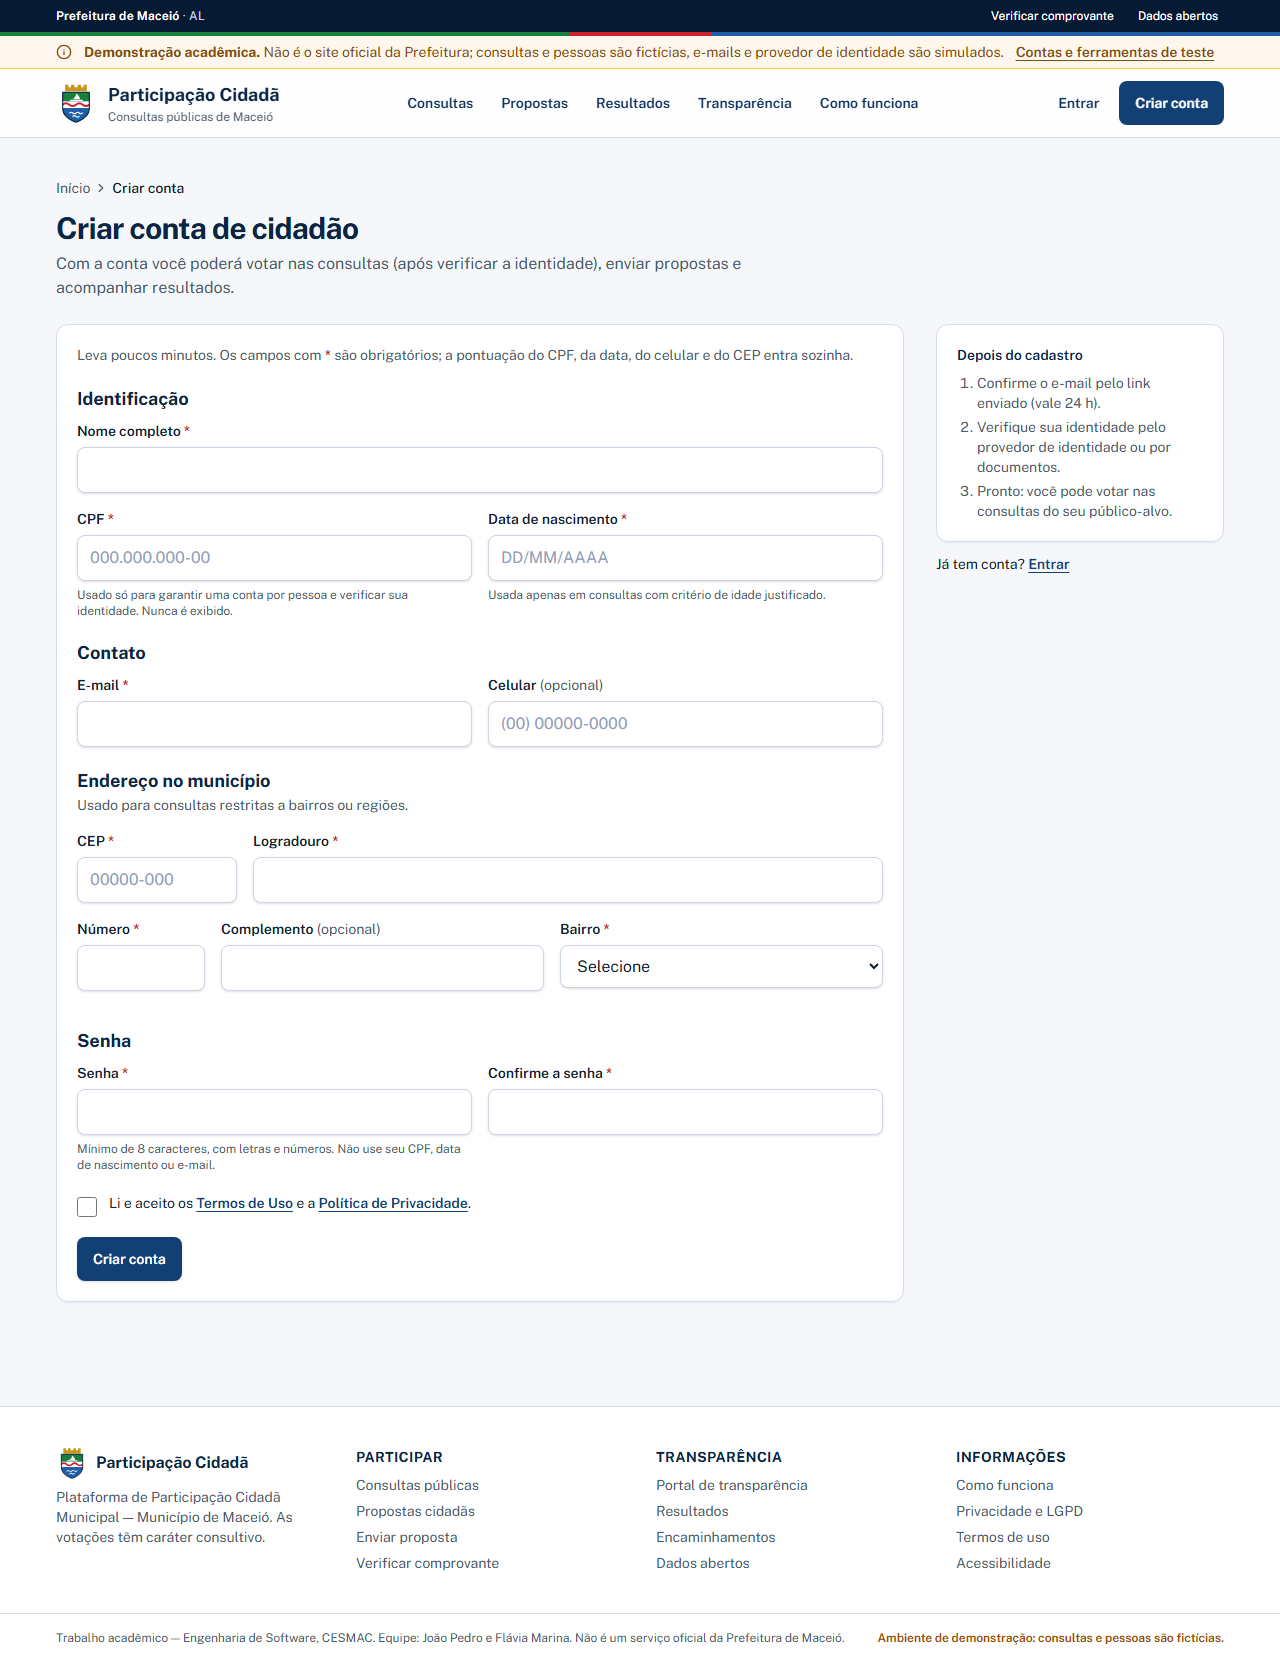 Prefeitura de Maceió · AL
Verificar comprovante
Dados abertos
Demonstração acadêmica. Não é o site oficial da Prefeitura; consultas e pessoas são fictícias, e-mails e provedor de identidade são simulados. Contas e ferramentas de teste
Participação Cidadã
Consultas públicas de Maceió
Consultas
Propostas
Resultados
Transparência
Como funciona
Entrar
Criar conta
Início > Criar conta
Criar conta de cidadão
Com a conta você poderá votar nas consultas (após verificar a identidade), enviar propostas e
acompanhar resultados.
Leva poucos minutos. Os campos com * são obrigatórios; a pontuação do CPF, da data, do celular e do CEP entra sozinha.
Identificação
Nome completo *
CPF *
Data de nascimento *
000.000.000-00
DD/MM/AAAA
Usado só para garantir uma conta por pessoa e verificar sua
identidade. Nunca é exibido.
Usada apenas em consultas com critério de idade justificado.
Contato
E-mail *
Celular (opcional)
(00) 00000-0000
Endereço no município
Usado para consultas restritas a bairros ou regiões.
CEP *
Logradouro *
00000-000
Número *
Complemento (opcional)
Bairro *
Selecione
Senha
Senha *
Confirme a senha *
Mínimo de 8 caracteres, com letras e números. Não use seu CPF, data
de nascimento ou e-mail.
Li e aceito os Termos de Uso e a Política de Privacidade.
Criar conta
Depois do cadastro
1. Confirme o e-mail pelo link
enviado (vale 24 h).
2. Verifique sua identidade pelo
provedor de identidade ou por
documentos.
3. Pronto: você pode votar nas
consultas do seu público-alvo.
Já tem conta? Entrar
Participação Cidadã
Plataforma de Participação Cidadã
Municipal — Município de Maceió. As
votações têm caráter consultivo.
PARTICIPAR
Consultas públicas
Propostas cidadãs
Enviar proposta
Verificar comprovante
TRANSPARÊNCIA
Portal de transparência
Resultados
Encaminhamentos
Dados abertos
INFORMAÇÕES
Como funciona
Privacidade e LGPD
Termos de uso
Acessibilidade
Trabalho acadêmico — Engenharia de Software, CESMAC. Equipe: João Pedro e Flávia Marina. Não é um serviço oficial da Prefeitura de Maceió.
Ambiente de demonstração: consultas e pessoas são fictícias.